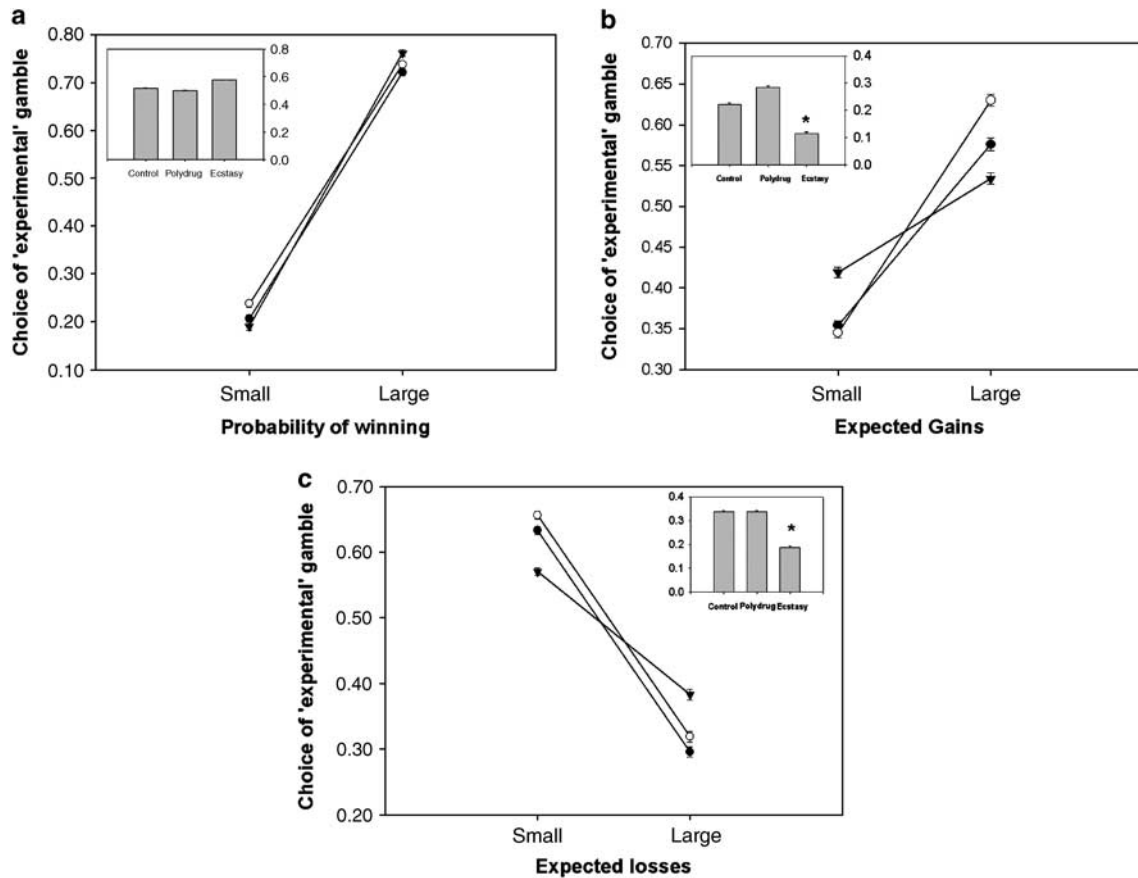 a
Choice of 'experimental' gamble
0.80
0.70
0.60
0.50
0.40
0.30
0.20
0.10
0.8
0.6
0.4
0.2
0.0
Control Polydrug Ecstasy
Small Large
Probability of winning
b
Choice of 'experimental' gamble
0.70
0.65
0.60
0.55
0.50
0.45
0.40
0.35
0.30
0.4
0.3
0.2
0.1
0.0
*
Control Polydrug Ecstasy
Small Large
Expected Gains
c
Choice of 'experimental' gamble
0.70
0.60
0.50
0.40
0.30
0.20
0.4
0.3
0.2
0.1
0.0
*
Control Polydrug Ecstasy
Small Large
Expected losses